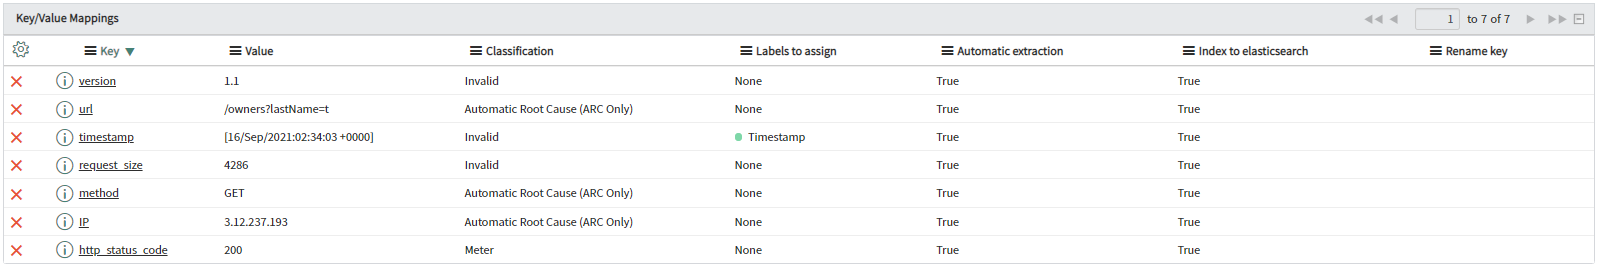 Key/Value Mappings 1 to 7 of 7
Key Value Classification Labels to assign Automatic extraction Index to elasticsearch Rename key
version 1.1 Invalid None True True
url /owners?lastName=t Automatic Root Cause (ARC Only) None True True
timestamp [16/Sep/2021:02:34:03 +0000] Invalid Timestamp True True
request_size 4286 Invalid None True True
method GET Automatic Root Cause (ARC Only) None True True
IP 3.12.237.193 Automatic Root Cause (ARC Only) None True True
http_status_code 200 Meter None True True